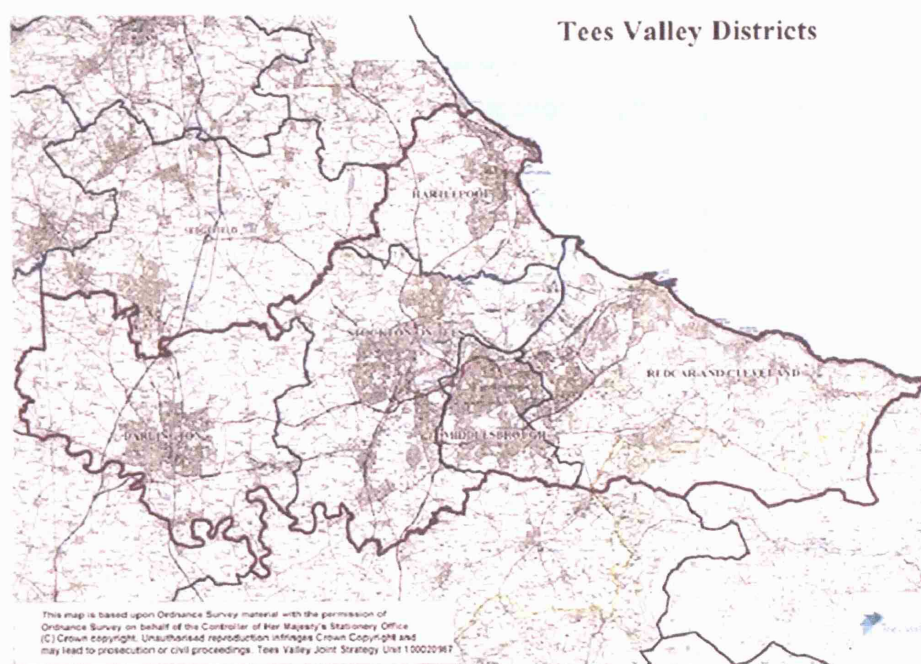 Tees Valley Districts
HARTLEPOOL
SEDGEFIELD
STOCKTON-ON-TEES
REDCAR AND CLEVELAND
DARLINGTON
MIDDLESBROUGH
This map is based upon Ordnance Survey material with the permission of
Ordnance Survey on behalf of the Controller of Her Majesty's Stationery Office
(C) Crown copyright. Unauthorised reproduction infringes Crown Copyright and
may lead to prosecution or civil proceedings. Tees Valley Joint Strategy Unit 100020167